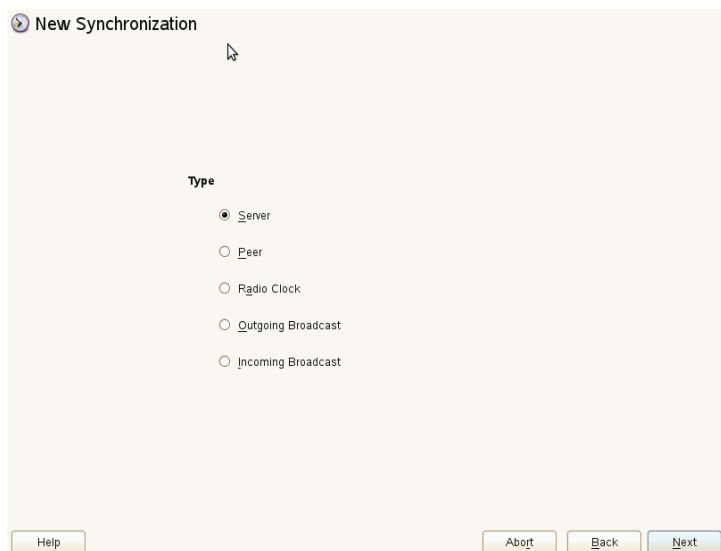 New Synchronization
Type
Server
Peer
Radio Clock
Outgoing Broadcast
Incoming Broadcast
Help
Abort
Back
Next